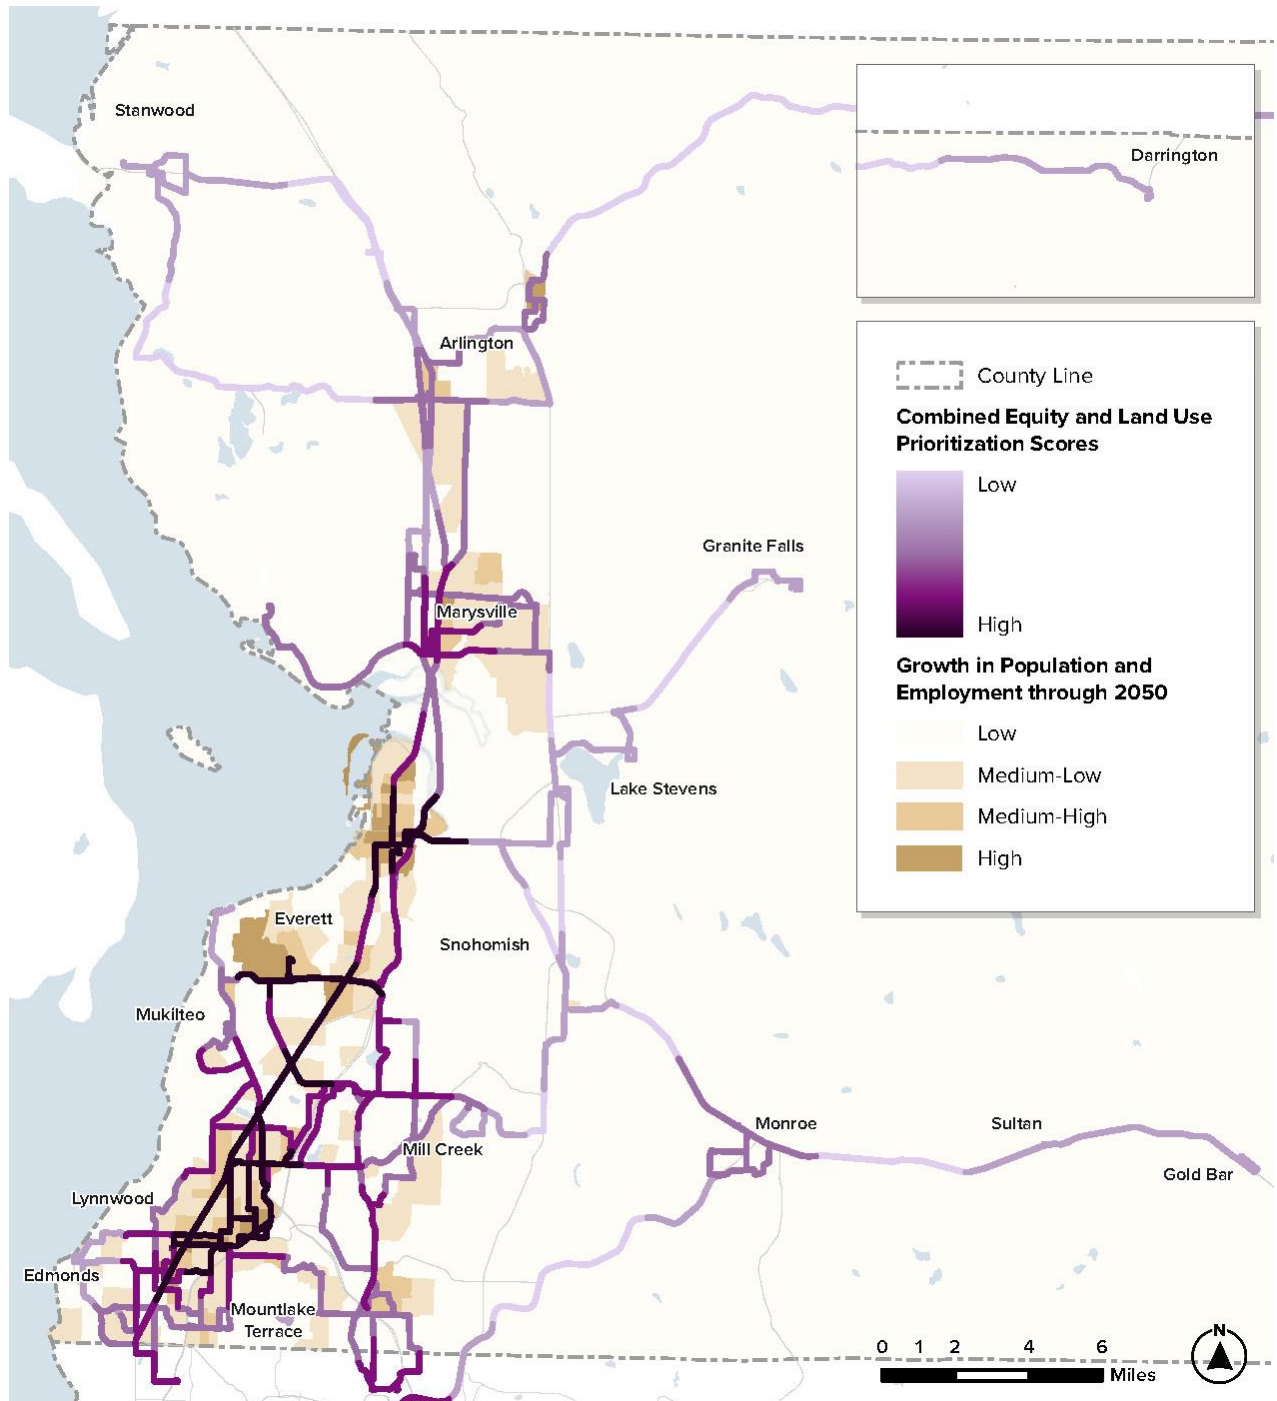 Stanwood
Darrington
Arlington
County Line
Combined Equity and Land Use
Prioritization Scores
Low
High
Growth in Population and
Employment through 2050
Low
Medium-Low
Medium-High
High
Granite Falls
Marysville
Lake Stevens
Everett
Snohomish
Mukilteo
Monroe
Sultan
Mill Creek
Gold Bar
Lynnwood
Edmonds
Mountlake
Terrace
0 1 2 4 6
Miles
N